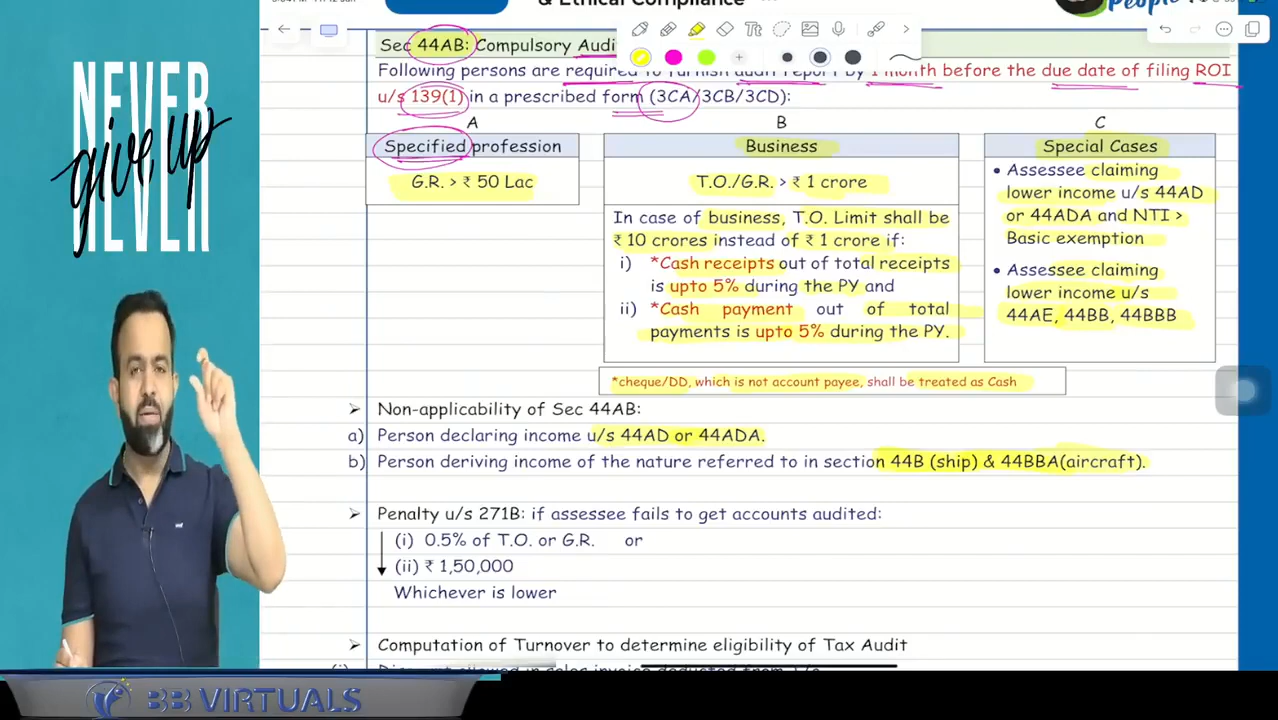 & Ethical Compliance
People
NEVER
give up
NEVER
Sec 44AB: Compulsory Audi
Following persons are required to furnish audit report by 1 month before the due date of filing ROI
u/s 139(1) in a prescribed form (3CA/3CB/3CD):
A
Specified profession
G.R. > ₹ 50 Lac
B
Business
T.O./G.R. > ₹ 1 crore
In case of business, T.O. Limit shall be
₹ 10 crores instead of ₹ 1 crore if:
i) *Cash receipts out of total receipts
is upto 5% during the PY and
ii) *Cash payment out of total
payments is upto 5% during the PY.
C
Special Cases
• Assessee claiming
lower income u/s 44AD
or 44ADA and NTI >
Basic exemption
• Assessee claiming
lower income u/s
44AE, 44BB, 44BBB
*cheque/DD, which is not account payee, shall be treated as Cash
➢ Non-applicability of Sec 44AB:
a) Person declaring income u/s 44AD or 44ADA.
b) Person deriving income of the nature referred to in section 44B (ship) & 44BBA(aircraft).
➢ Penalty u/s 271B: if assessee fails to get accounts audited:
(i) 0.5% of T.O. or G.R. or
(ii) ₹ 1,50,000
Whichever is lower
➢ Computation of Turnover to determine eligibility of Tax Audit
BB VIRTUALS